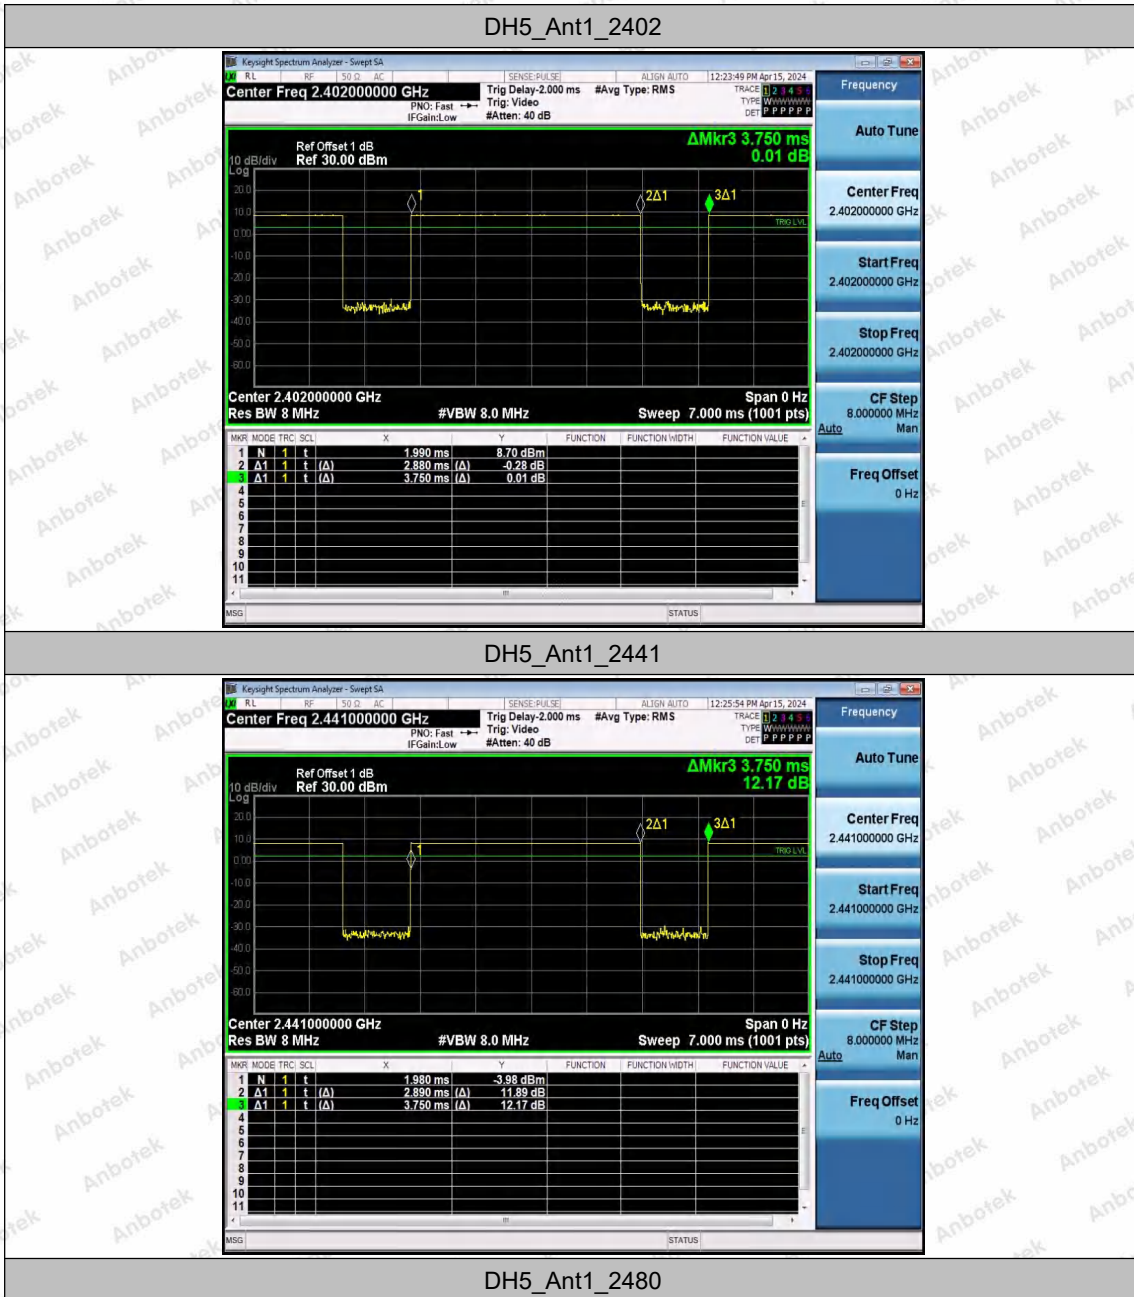 DH5_Ant1_2402
Keysight Spectrum Analyzer - Swept SA
RL RF 50 Ω AC SENSE:PULSE ALIGN AUTO 12:23:49 PM Apr 15, 2024
Center Freq 2.402000000 GHz
PNO: Fast
IFGain:Low
Trig Delay-2.000 ms
Trig: Video
#Atten: 40 dB
#Avg Type: RMS
TRACE 1 2 3 4 5 6
TYPE WWWWWW
DET P P P P P P
ΔMkr3 3.750 ms
0.01 dB
Ref Offset 1 dB
10 dB/div Ref 30.00 dBm
Log
20.0
10.0
0.00
-10.0
-20.0
-30.0
-40.0
-50.0
-60.0
1
2Δ1
3Δ1
TRIG LVL
Center 2.402000000 GHz Span 0 Hz
Res BW 8 MHz #VBW 8.0 MHz Sweep 7.000 ms (1001 pts)
MKR MODE TRC SCL X Y FUNCTION FUNCTION WIDTH FUNCTION VALUE
1 N 1 t 1.990 ms 8.70 dBm
2 Δ1 1 t (Δ) 2.880 ms (Δ) -0.28 dB
3 Δ1 1 t (Δ) 3.750 ms (Δ) 0.01 dB
4
5
6
7
8
9
10
11
MSG STATUS
Frequency
Auto Tune
Center Freq
2.402000000 GHz
Start Freq
2.402000000 GHz
Stop Freq
2.402000000 GHz
CF Step
8.000000 MHz
Auto Man
Freq Offset
0 Hz
DH5_Ant1_2441
Keysight Spectrum Analyzer - Swept SA
RL RF 50 Ω AC SENSE:PULSE ALIGN AUTO 12:25:54 PM Apr 15, 2024
Center Freq 2.441000000 GHz
PNO: Fast
IFGain:Low
Trig Delay-2.000 ms
Trig: Video
#Atten: 40 dB
#Avg Type: RMS
TRACE 1 2 3 4 5 6
TYPE WWWWWW
DET P P P P P P
ΔMkr3 3.750 ms
12.17 dB
Ref Offset 1 dB
10 dB/div Ref 30.00 dBm
Log
20.0
10.0
0.00
-10.0
-20.0
-30.0
-40.0
-50.0
-60.0
1
2Δ1
3Δ1
TRIG LVL
Center 2.441000000 GHz Span 0 Hz
Res BW 8 MHz #VBW 8.0 MHz Sweep 7.000 ms (1001 pts)
MKR MODE TRC SCL X Y FUNCTION FUNCTION WIDTH FUNCTION VALUE
1 N 1 t 1.980 ms -3.98 dBm
2 Δ1 1 t (Δ) 2.890 ms (Δ) 11.89 dB
3 Δ1 1 t (Δ) 3.750 ms (Δ) 12.17 dB
4
5
6
7
8
9
10
11
MSG STATUS
Frequency
Auto Tune
Center Freq
2.441000000 GHz
Start Freq
2.441000000 GHz
Stop Freq
2.441000000 GHz
CF Step
8.000000 MHz
Auto Man
Freq Offset
0 Hz
DH5_Ant1_2480
Anbotek